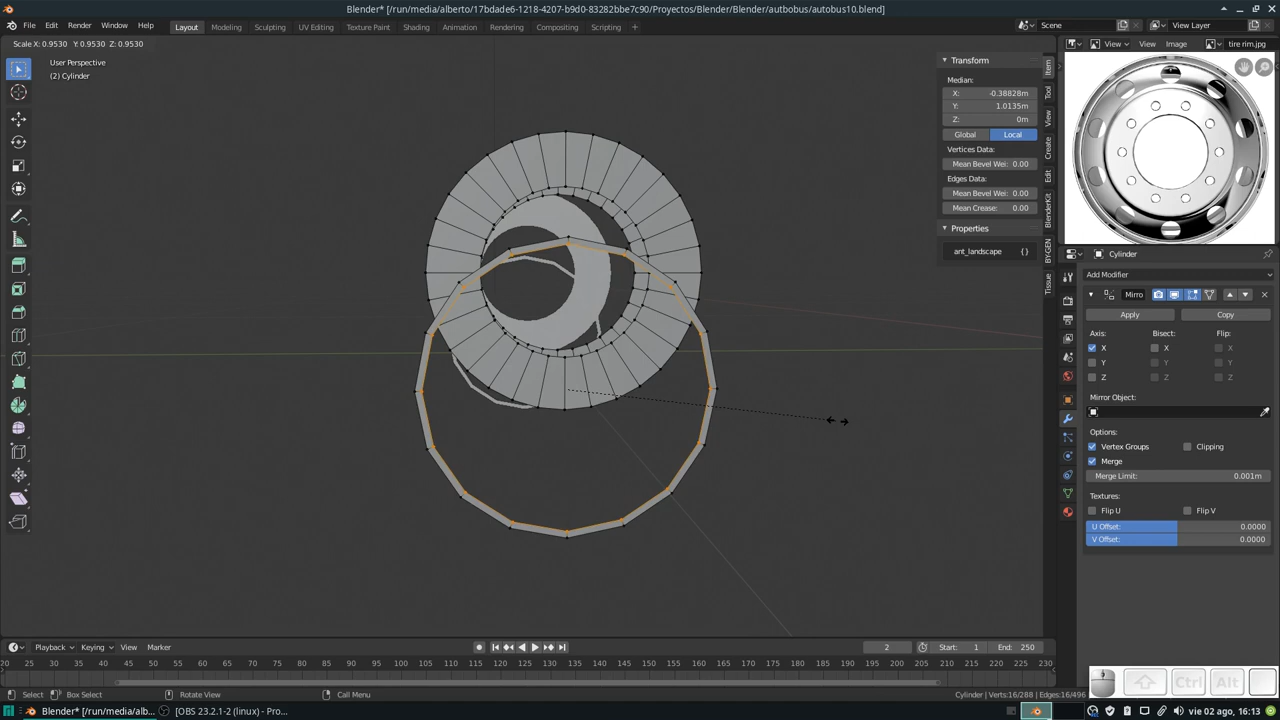 Blender* [/run/media/alberto/17bdade6-1218-4207-b9d0-83282bbe7c90/Proyectos/Blender/Blender/autbobus/autobus10.blend]
File Edit Render Window Help Layout Modeling Sculpting UV Editing Texture Paint Shading Animation Rendering Compositing Scripting Scene View Layer
Scale X: 0.9530 Y: 0.9530 Z: 0.9530
View View Image tire rim.jpg
User Perspective
(2) Cylinder
Transform
Median:
X: -0.38828m
Y: 1.0135m
Z: 0m
Global Local
Vertices Data:
Mean Bevel Wei: 0.00
Edges Data:
Mean Bevel Wei: 0.00
Mean Crease: 0.00
Properties
ant_landscape {}
Item
Tool
View
Create
Edit
BlenderKit
BY-GEN
Tissue
Cylinder
Add Modifier
Mirro
Apply Copy
Axis: Bisect: Flip:
X X X
Y Y Y
Z Z Z
Mirror Object:
Options:
Vertex Groups Clipping
Merge
Merge Limit: 0.001m
Textures:
Flip U Flip V
U Offset: 0.0000
V Offset: 0.0000
Playback Keying View Marker 2 Start: 1 End: 250
20 25 30 35 40 45 50 55 60 65 70 75 80 85 90 95 100 105 110 115 120 125 130 135 140 145 150 155 160 165 170 175 180 185 190 195 200 205 210 215 220 225 230
Ctrl Alt
Select Box Select Rotate View Call Menu Cylinder | Verts:16/288 | Edges:16/496
Blender* [/run/media/alb... [OBS 23.2.1-2 (linux) - Pro... vie 02 ago, 16:13